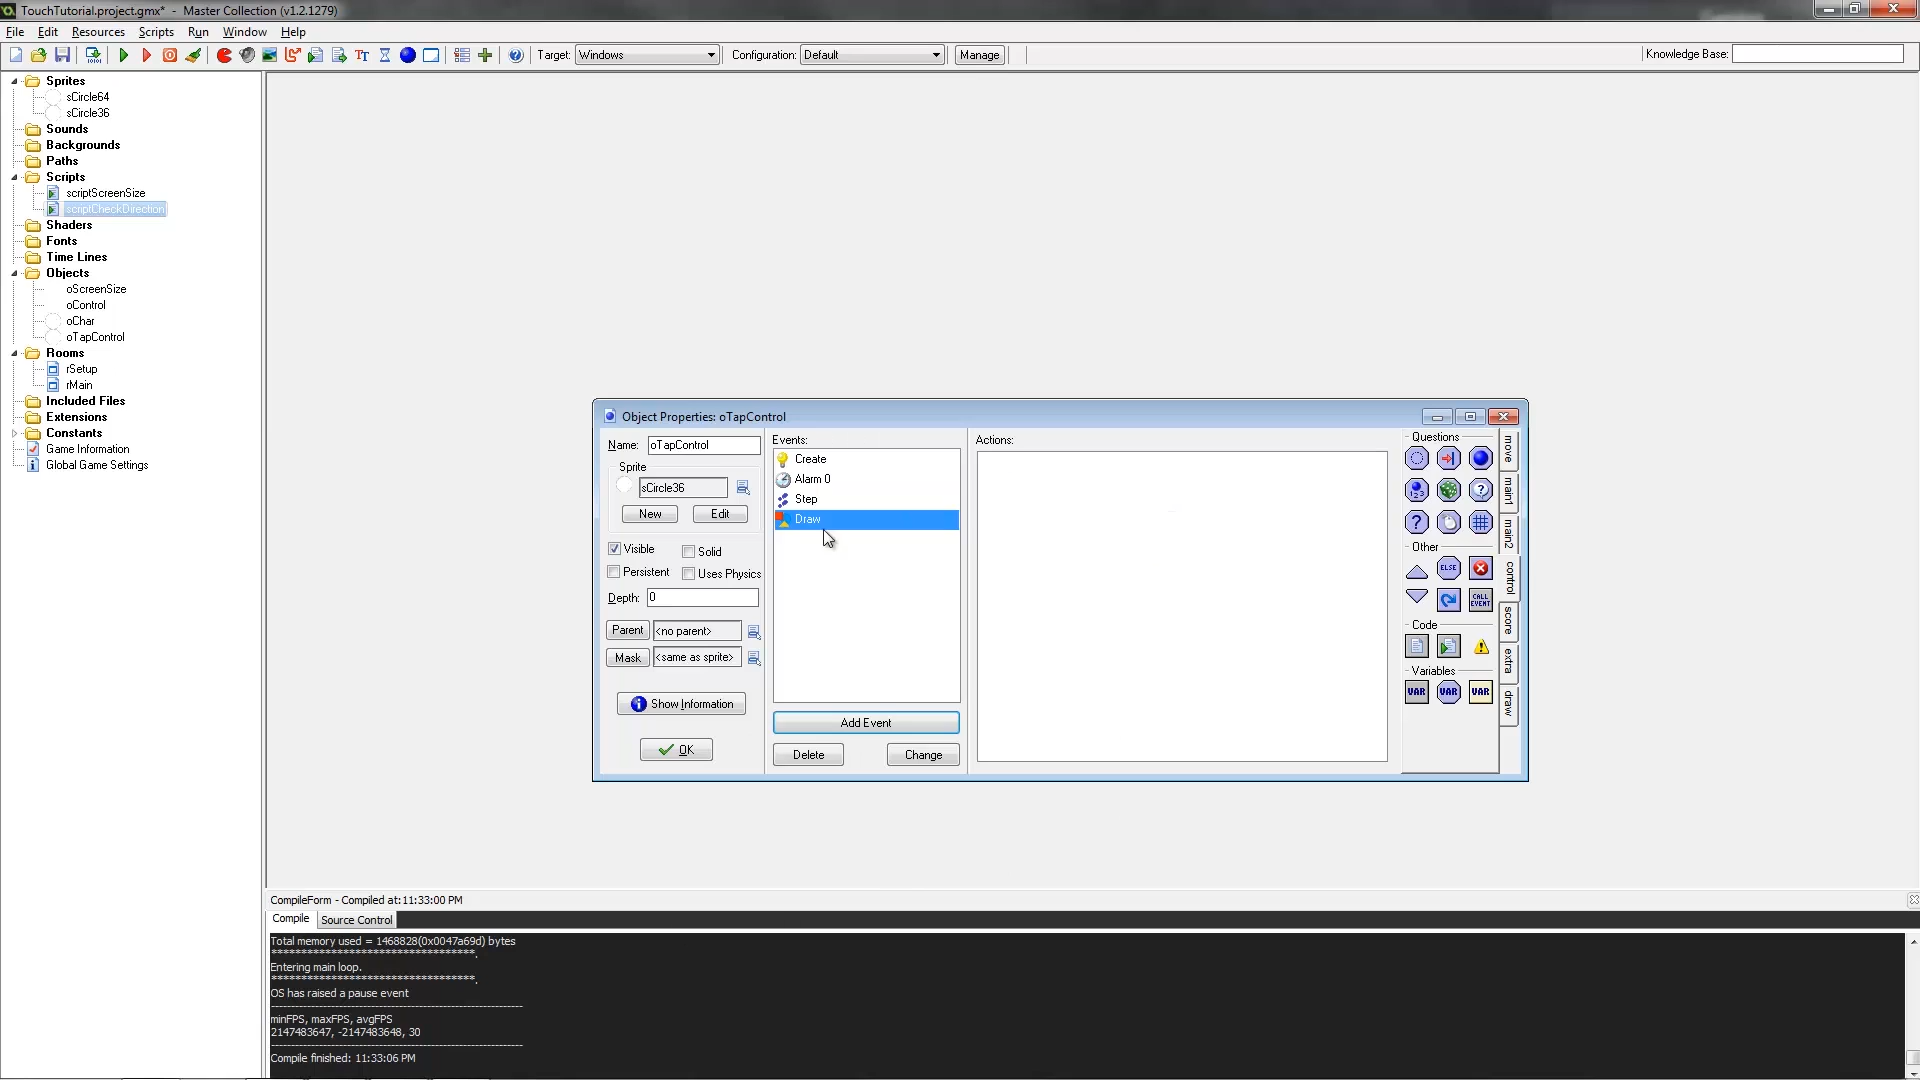 TouchTutorial.project.gmx* - Master Collection (v1.2.1279)
File Edit Resources Scripts Run Window Help
Target: Windows Configuration: Default Manage Knowledge Base:
Sprites
sCircle64
sCircle36
Sounds
Backgrounds
Paths
Scripts
scriptScreenSize
scriptCheckDirection
Shaders
Fonts
Time Lines
Objects
oScreenSize
oControl
oChar
oTapControl
Rooms
rSetup
rMain
Included Files
Extensions
Constants
Game Information
Global Game Settings
Object Properties: oTapControl
Name: oTapControl
Sprite
sCircle36
New Edit
Visible Solid
Persistent Uses Physics
Depth: 0
Parent <no parent>
Mask <same as sprite>
Show Information
OK
Events:
Create
Alarm 0
Step
Draw
Add Event
Delete Change
Actions:
Questions
Other
ELSE
CALL EVENT
Code
Variables
VAR VAR VAR
move
main1
main2
control
score
extra
draw
CompileForm - Compiled at: 11:33:00 PM
Compile Source Control
Total memory used = 1468828(0x0047a69d) bytes
***********************************.
Entering main loop.
***********************************.
OS has raised a pause event
---------------------------------------------------------------
minFPS, maxFPS, avgFPS
2147483647, -2147483648, 30
---------------------------------------------------------------
Compile finished: 11:33:06 PM